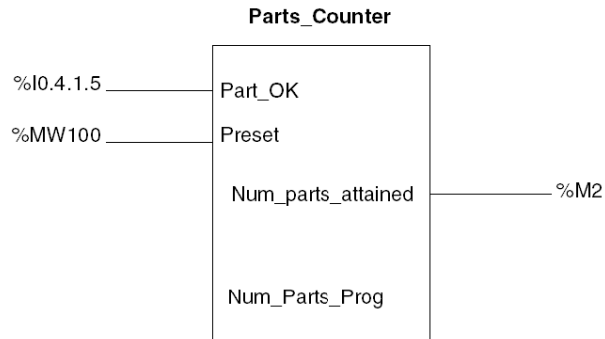 Parts_Counter
%I0.4.1.5
Part_OK
%MW100
Preset
Num_parts_attained
%M2
Num_Parts_Prog